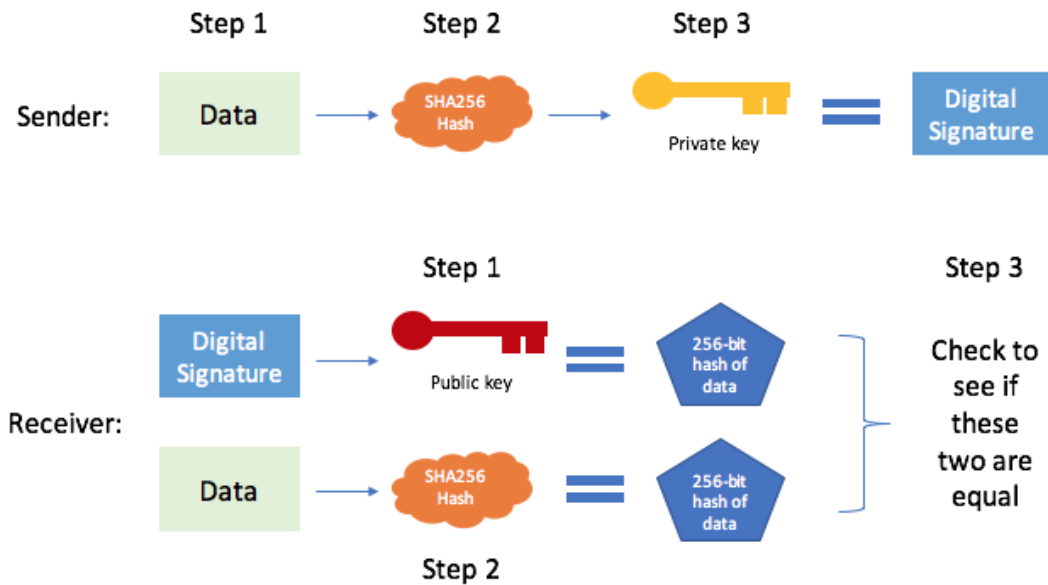 Step 1
Step 2
Step 3
Sender:
Data
SHA256
Hash
Private key
Digital
Signature
Step 1
Step 3
Digital
Signature
Public key
256-bit
hash of
data
Check to
see if
these
two are
equal
Receiver:
Data
SHA256
Hash
256-bit
hash of
data
Step 2